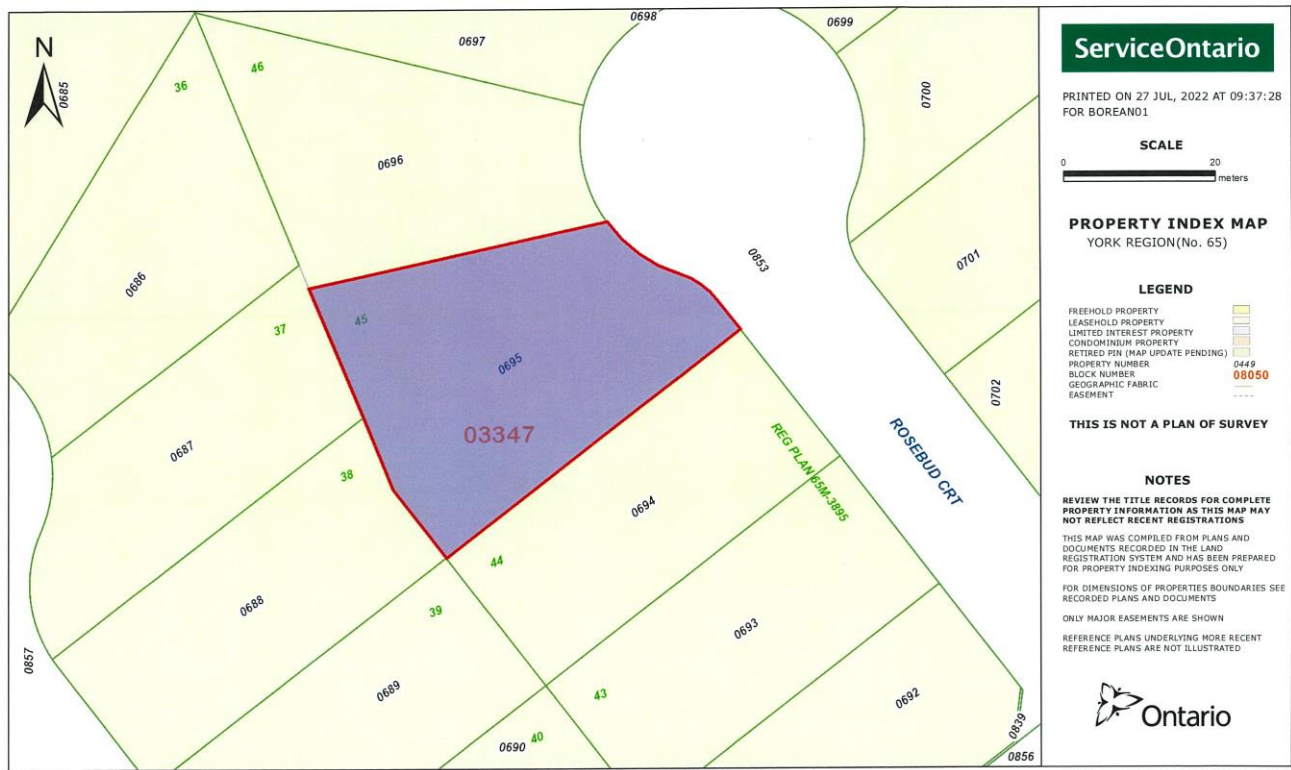 N
0685
36
46
0697
0698
0699
0700
0696
0686
37
45
0695
0853
0701
0702
03347
0687
38
REG PLAN 65M-3895
ROSEBUD CRT
0694
44
0688
39
0693
0857
0689
43
0692
0690
40
0839
0856
ServiceOntario
PRINTED ON 27 JUL, 2022 AT 09:37:28
FOR BOREAN01
SCALE
0 20
meters
PROPERTY INDEX MAP
YORK REGION(No. 65)
LEGEND
FREEHOLD PROPERTY
LEASEHOLD PROPERTY
LIMITED INTEREST PROPERTY
CONDOMINIUM PROPERTY
RETIRED PIN (MAP UPDATE PENDING)
PROPERTY NUMBER 0449
BLOCK NUMBER 08050
GEOGRAPHIC FABRIC
EASEMENT
THIS IS NOT A PLAN OF SURVEY
NOTES
REVIEW THE TITLE RECORDS FOR COMPLETE
PROPERTY INFORMATION AS THIS MAP MAY
NOT REFLECT RECENT REGISTRATIONS
THIS MAP WAS COMPILED FROM PLANS AND
DOCUMENTS RECORDED IN THE LAND
REGISTRATION SYSTEM AND HAS BEEN PREPARED
FOR PROPERTY INDEXING PURPOSES ONLY
FOR DIMENSIONS OF PROPERTIES BOUNDARIES SEE
RECORDED PLANS AND DOCUMENTS
ONLY MAJOR EASEMENTS ARE SHOWN
REFERENCE PLANS UNDERLYING MORE RECENT
REFERENCE PLANS ARE NOT ILLUSTRATED
Ontario